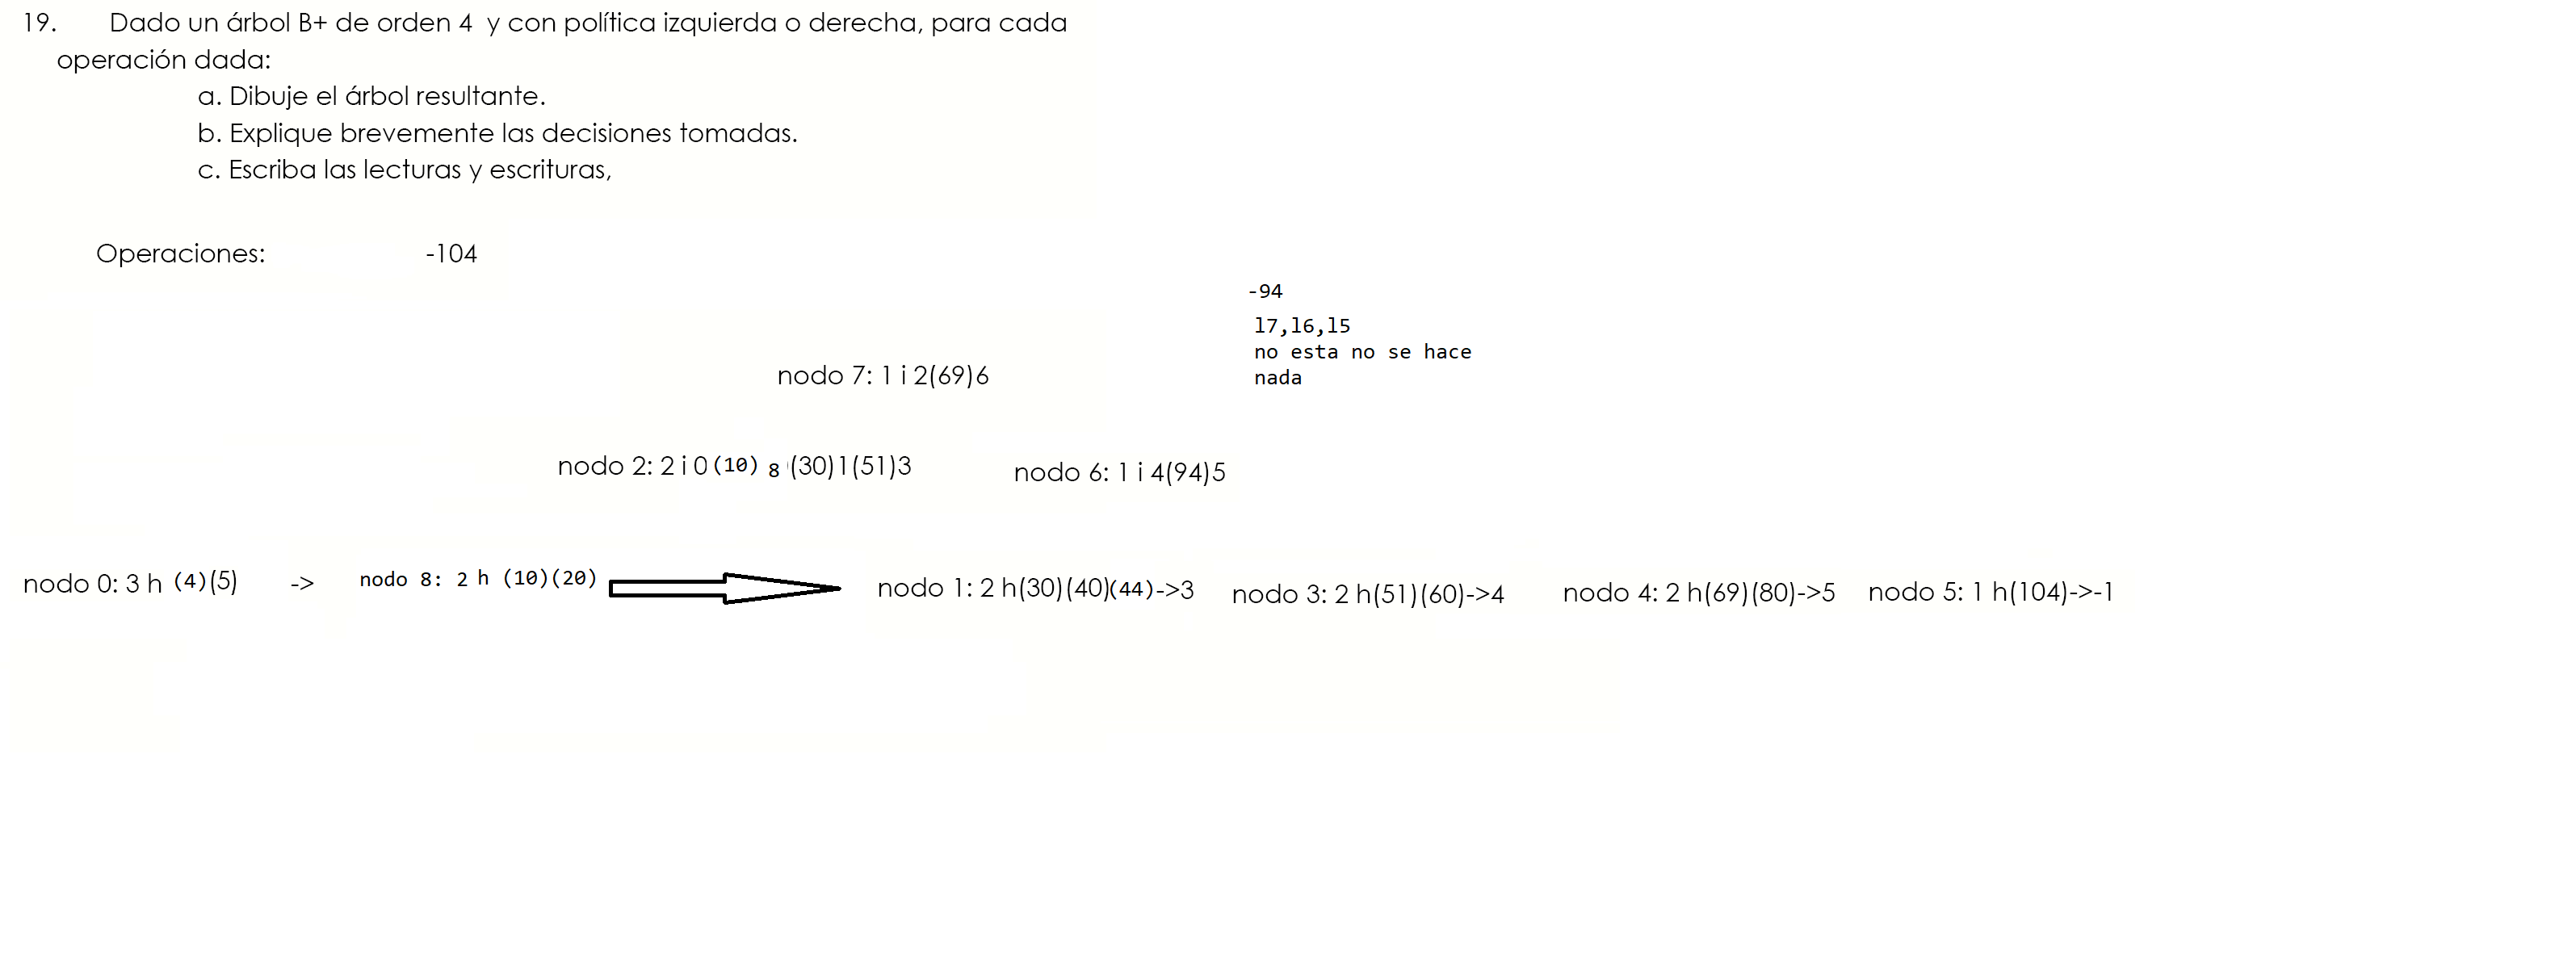 19. Dado un árbol B+ de orden 4 y con política izquierda o derecha, para cada
operación dada:
a. Dibuje el árbol resultante.
b. Explique brevemente las decisiones tomadas.
c. Escriba las lecturas y escrituras,
Operaciones: -104
-94
l7,l6,l5
no esta no se hace
nada
nodo 7: 1 i 2(69)6
nodo 2: 2 i 0(10) 8 (30)1(51)3
nodo 6: 1 i 4(94)5
nodo 0: 3 h (4)(5) ->
nodo 8: 2 h (10)(20)
nodo 1: 2 h(30)(40)(44)->3
nodo 3: 2 h(51)(60)->4
nodo 4: 2 h(69)(80)->5
nodo 5: 1 h(104)->-1